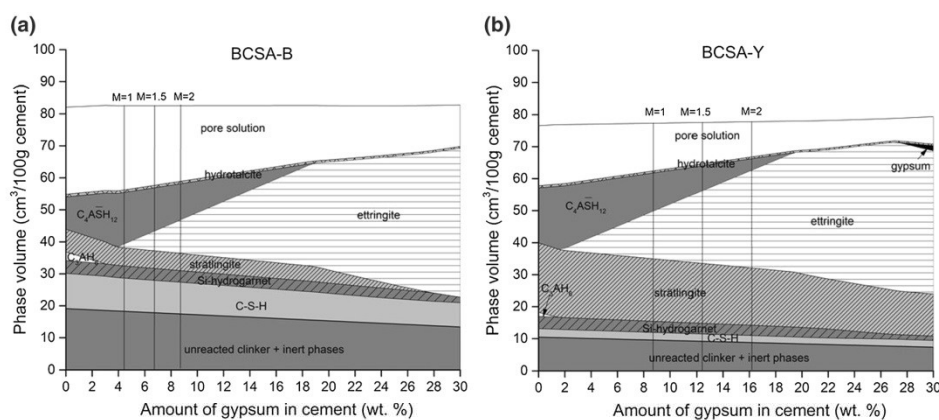 (a)
BCSA-B
Phase volume (cm³/100g cement)
100
90
80
70
60
50
40
30
20
10
0
M=1 M=1.5 M=2
pore solution
hydrotalcite
C₄AS̅H₁₂
ettringite
C₃AH₆
strätlingite
Si-hydrogarnet
C-S-H
unreacted clinker + inert phases
0 2 4 6 8 10 12 14 16 18 20 22 24 26 28 30
Amount of gypsum in cement (wt. %)
(b)
BCSA-Y
Phase volume (cm³/100g cement)
100
90
80
70
60
50
40
30
20
10
0
M=1 M=1.5 M=2
pore solution
hydrotalcite
gypsum
C₄AS̅H₁₂
ettringite
C₃AH₆
strätlingite
Si-hydrogarnet
C-S-H
unreacted clinker + inert phases
0 2 4 6 8 10 12 14 16 18 20 22 24 26 28 30
Amount of gypsum in cement (wt. %)